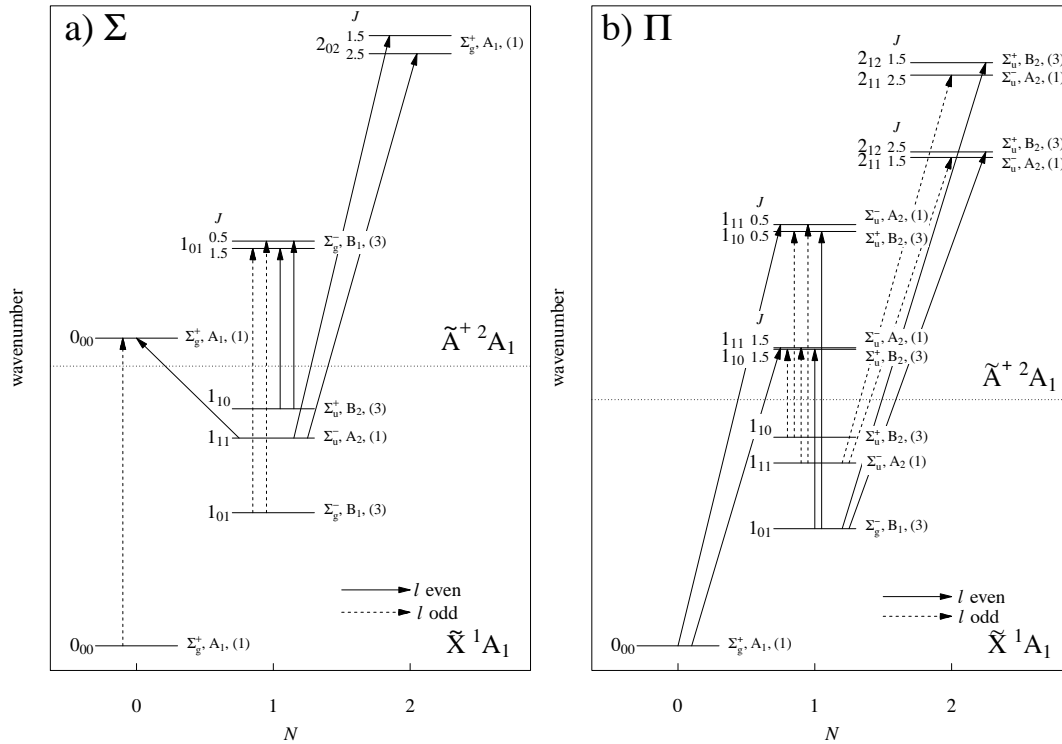 a) Σ
wavenumber
J
2₀₂ 1.5 Σg⁺, A₁, (1)
2.5
J
1₀₁ 0.5 Σg⁻, B₁, (3)
1.5
0₀₀ Σg⁺, A₁, (1)
Ã⁺ ²A₁
1₁₀ Σu⁺, B₂, (3)
1₁₁ Σu⁻, A₂, (1)
1₀₁ Σg⁻, B₁, (3)
l even
l odd
0₀₀ Σg⁺, A₁, (1)
X̃ ¹A₁
0 1 2
N
b) Π
wavenumber
J
2₁₂ 1.5 Σu⁺, B₂, (3)
2₁₁ 2.5 Σu⁻, A₂, (1)
J
2₁₂ 2.5 Σu⁺, B₂, (3)
2₁₁ 1.5 Σu⁻, A₂, (1)
J
1₁₁ 0.5 Σu⁻, A₂, (1)
1₁₀ 0.5 Σu⁺, B₂, (3)
J
1₁₁ 1.5 Σu⁻, A₂, (1)
1₁₀ 1.5 Σu⁺, B₂, (3)
Ã⁺ ²A₁
1₁₀ Σu⁺, B₂, (3)
1₁₁ Σu⁻, A₂ (1)
1₀₁ Σg⁻, B₁, (3)
l even
l odd
0₀₀ Σg⁺, A₁, (1)
X̃ ¹A₁
0 1 2
N